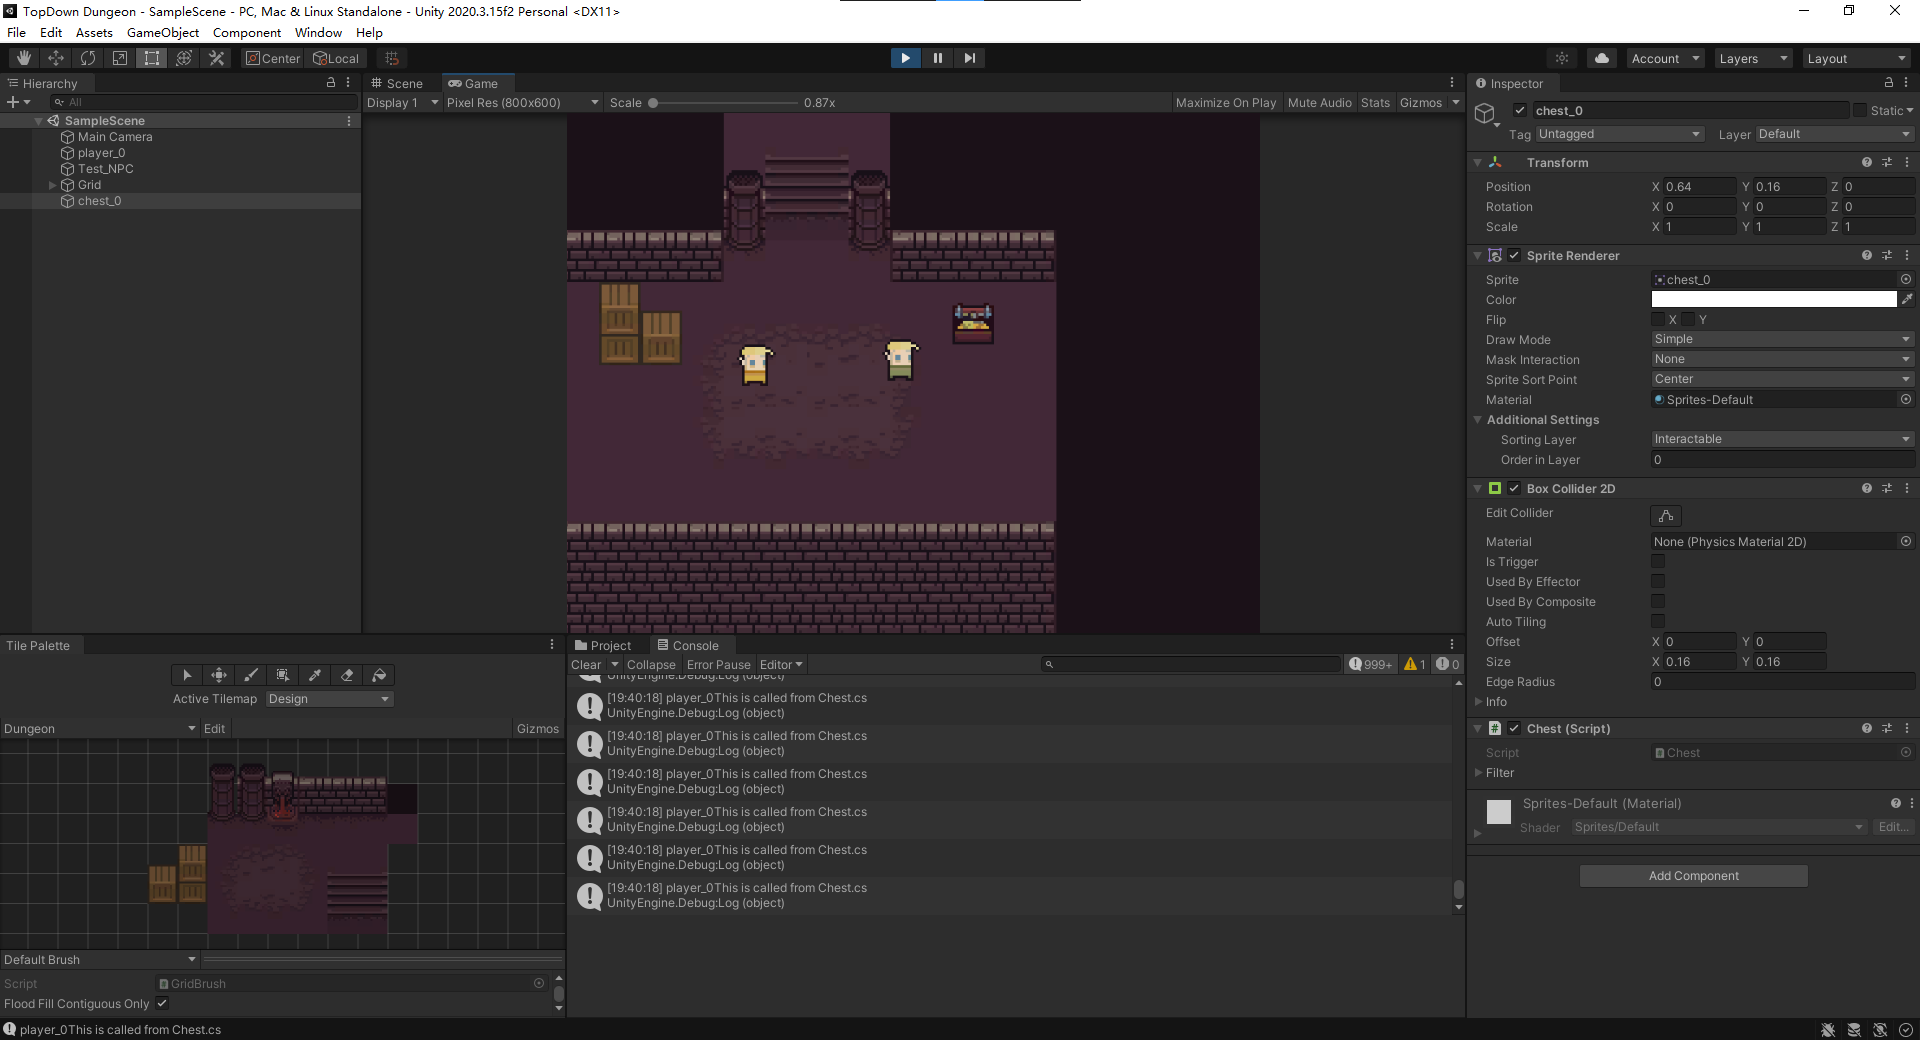 TopDown Dungeon - SampleScene - PC, Mac & Linux Standalone - Unity 2020.3.15f2 Personal <DX11>
File Edit Assets GameObject Component Window Help
Center Local Account Layers Layout
Hierarchy
All
SampleScene
Main Camera
player_0
Test_NPC
Grid
chest_0
Scene Game
Display 1 Pixel Res (800x600) Scale 0.87x Maximize On Play Mute Audio Stats Gizmos
Inspector
chest_0 Static
Tag Untagged Layer Default
Transform
Position X 0.64 Y 0.16 Z 0
Rotation X 0 Y 0 Z 0
Scale X 1 Y 1 Z 1
Sprite Renderer
Sprite chest_0
Color
Flip X Y
Draw Mode Simple
Mask Interaction None
Sprite Sort Point Center
Material Sprites-Default
Additional Settings
Sorting Layer Interactable
Order in Layer 0
Box Collider 2D
Edit Collider
Material None (Physics Material 2D)
Is Trigger
Used By Effector
Used By Composite
Auto Tiling
Offset X 0 Y 0
Size X 0.16 Y 0.16
Edge Radius 0
Info
Chest (Script)
Script Chest
Filter
Sprites-Default (Material)
Shader Sprites/Default Edit...
Add Component
Tile Palette
Active Tilemap Design
Dungeon Edit Gizmos
Default Brush
Script GridBrush
Flood Fill Contiguous Only
Project Console
Clear Collapse Error Pause Editor 999+ 1 0
UnityEngine.Debug:Log (object)
[19:40:18] player_0This is called from Chest.cs
UnityEngine.Debug:Log (object)
[19:40:18] player_0This is called from Chest.cs
UnityEngine.Debug:Log (object)
[19:40:18] player_0This is called from Chest.cs
UnityEngine.Debug:Log (object)
[19:40:18] player_0This is called from Chest.cs
UnityEngine.Debug:Log (object)
[19:40:18] player_0This is called from Chest.cs
UnityEngine.Debug:Log (object)
[19:40:18] player_0This is called from Chest.cs
UnityEngine.Debug:Log (object)
player_0This is called from Chest.cs